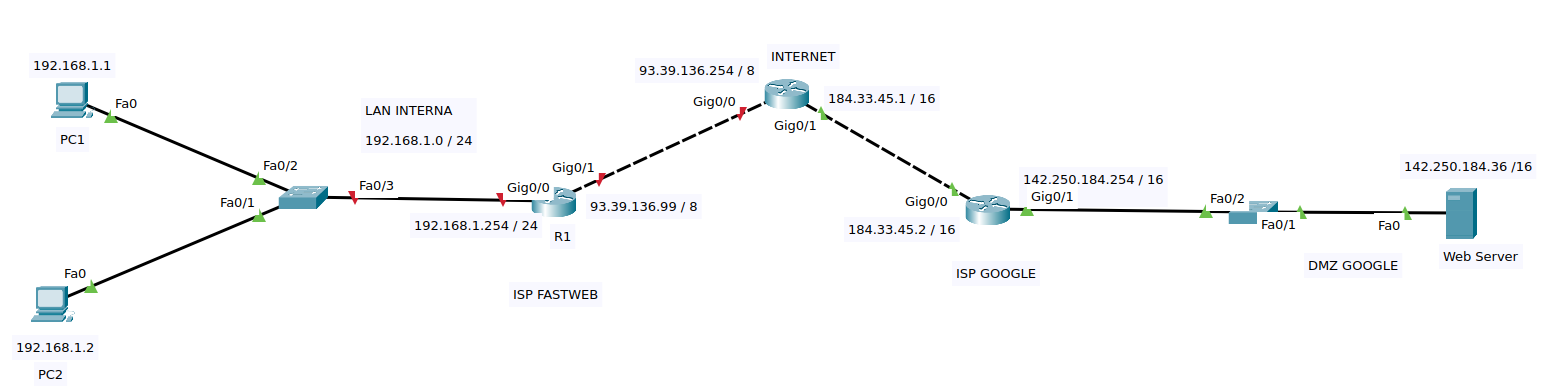 192.168.1.1
Fa0
PC1
Fa0/2
Fa0/1
Fa0
192.168.1.2
PC2
LAN INTERNA
192.168.1.0 / 24
Fa0/3
Gig0/0
192.168.1.254 / 24
Gig0/1
93.39.136.99 / 8
R1
ISP FASTWEB
INTERNET
93.39.136.254 / 8
Gig0/0
184.33.45.1 / 16
Gig0/1
Gig0/0
184.33.45.2 / 16
142.250.184.254 / 16
Gig0/1
ISP GOOGLE
Fa0/2
Fa0/1
DMZ GOOGLE
142.250.184.36 /16
Fa0
Web Server